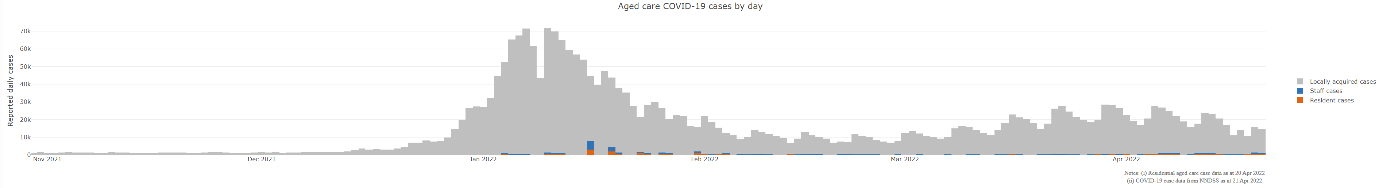 Aged care COVID-19 cases by day
Reported daily cases
70k
60k
50k
40k
30k
20k
10k
0
Nov 2021
Dec 2021
Jan 2022
Feb 2022
Mar 2022
Apr 2022
Locally acquired cases
Staff cases
Resident cases
Notes: (i) Residential aged care case data as at 20 Apr 2022
(ii) COVID-19 case data from NNDSS as at 21 Apr 2022